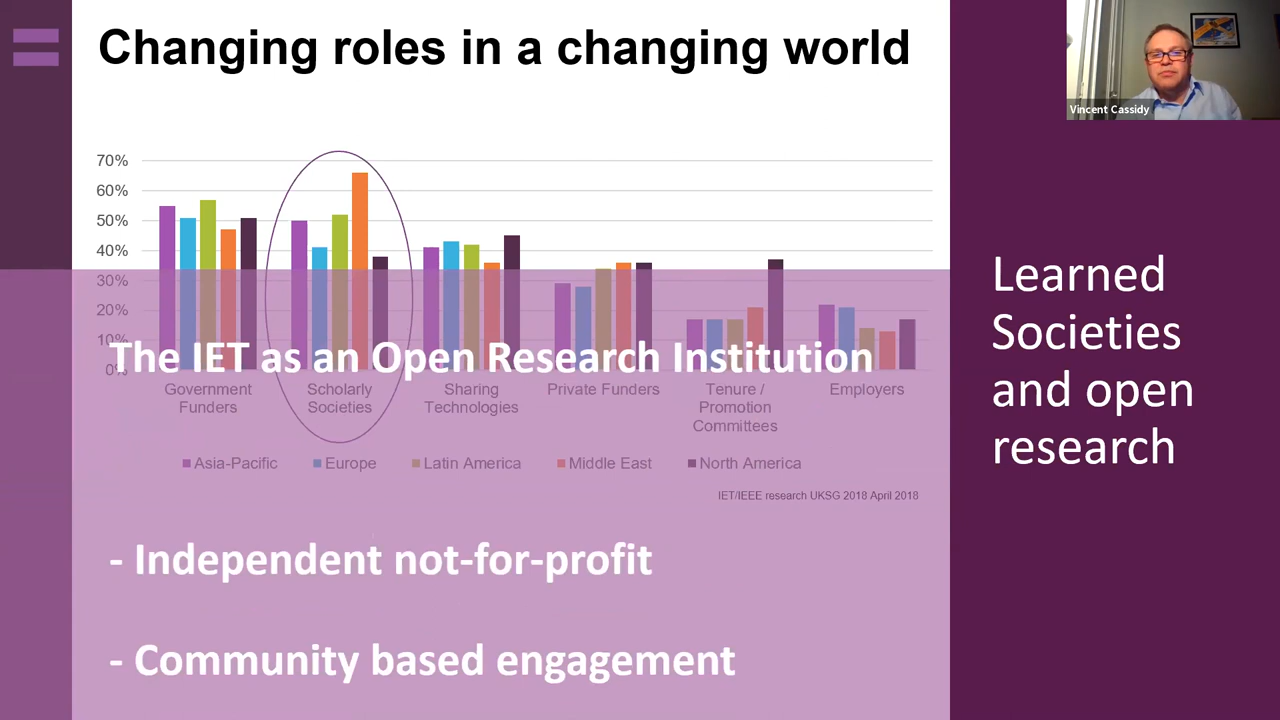 Changing roles in a changing world
Vincent Cassidy
70%
60%
50%
40%
30%
20%
10%
0%
The IET as an Open Research Institution
Government
Funders
Scholarly
Societies
Sharing
Technologies
Private Funders
Tenure /
Promotion
Committees
Employers
Asia-Pacific
Europe
Latin America
Middle East
North America
IET/IEEE research UKSG 2018 April 2018
- Independent not-for-profit
- Community based engagement
Learned
Societies
and open
research